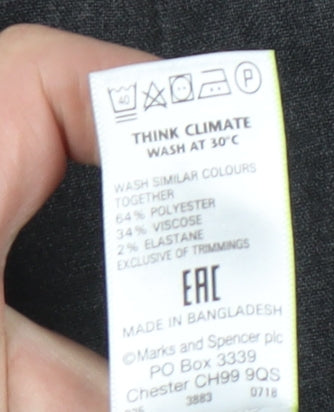 40 P
THINK CLIMATE
WASH AT 30°C
WASH SIMILAR COLOURS
TOGETHER
64% POLYESTER
34% VISCOSE
2% ELASTANE
EXCLUSIVE OF TRIMMINGS
EAC
MADE IN BANGLADESH
©Marks and Spencer plc
PO Box 3339
Chester CH99 9QS
3883 0718